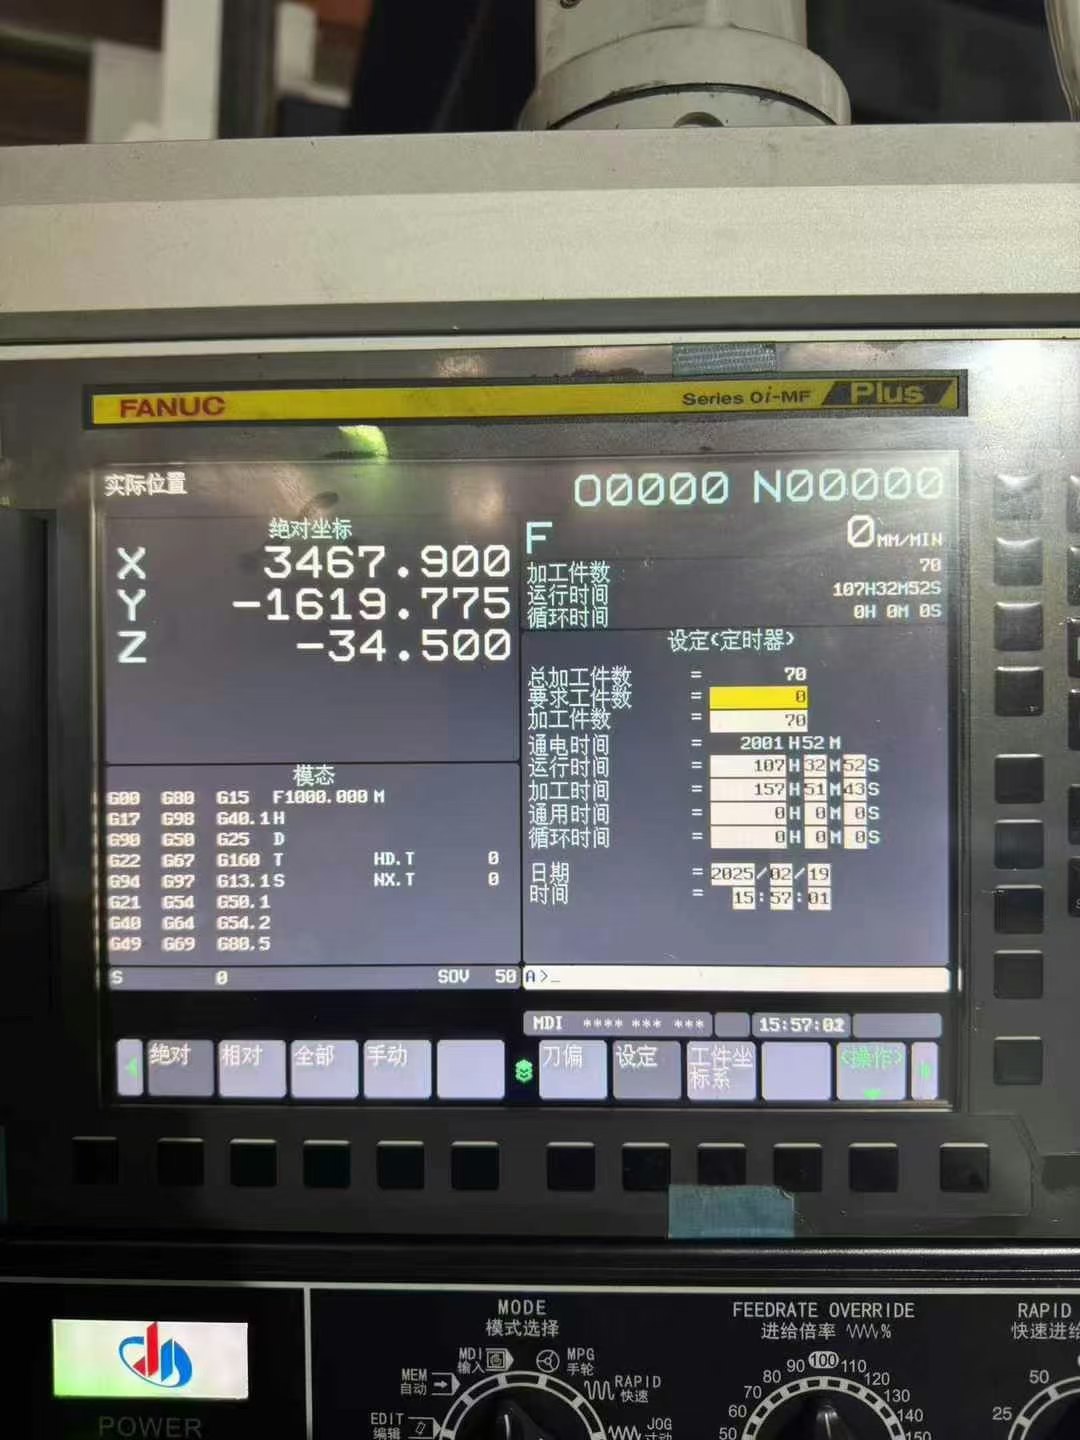 FANUC
Series 0i-MF Plus
实际位置
O0000 N00000
绝对坐标
X 3467.900
Y -1619.775
Z -34.500
F 0 MM/MIN
加工件数 70
运行时间 107H32M52S
循环时间 0H 0M 0S
设定(定时器)
总加工件数 = 70
要求工件数 = 0
加工件数 = 70
通电时间 = 2001H52M
运行时间 = 107H32M52S
加工时间 = 157H51M43S
通用时间 = 0H 0M 0S
循环时间 = 0H 0M 0S
日期 = 2025/02/19
时间 = 15:57:01
模态
G00 G80 G15 F1000.000 M
G17 G98 G40.1 H
G90 G50 G25 D
G22 G67 G160 T HD.T 0
G94 G97 G13.1 S NX.T 0
G21 G54 G50.1
G40 G64 G54.2
G49 G69 G80.5
S 0 SOV 50
A>_
MDI **** *** *** 15:57:02
绝对 相对 全部 手动
刀偏 设定 工件坐标系 (操作)
MODE
模式选择
MDI
输入
MPG
手轮
MEM
自动
RAPID
快速
EDIT
编辑
JOG
FEEDRATE OVERRIDE
进给倍率 %
50 60 70 80 90 100 110 120 130 140 150
RAPID
快速进给
25 50
POWER